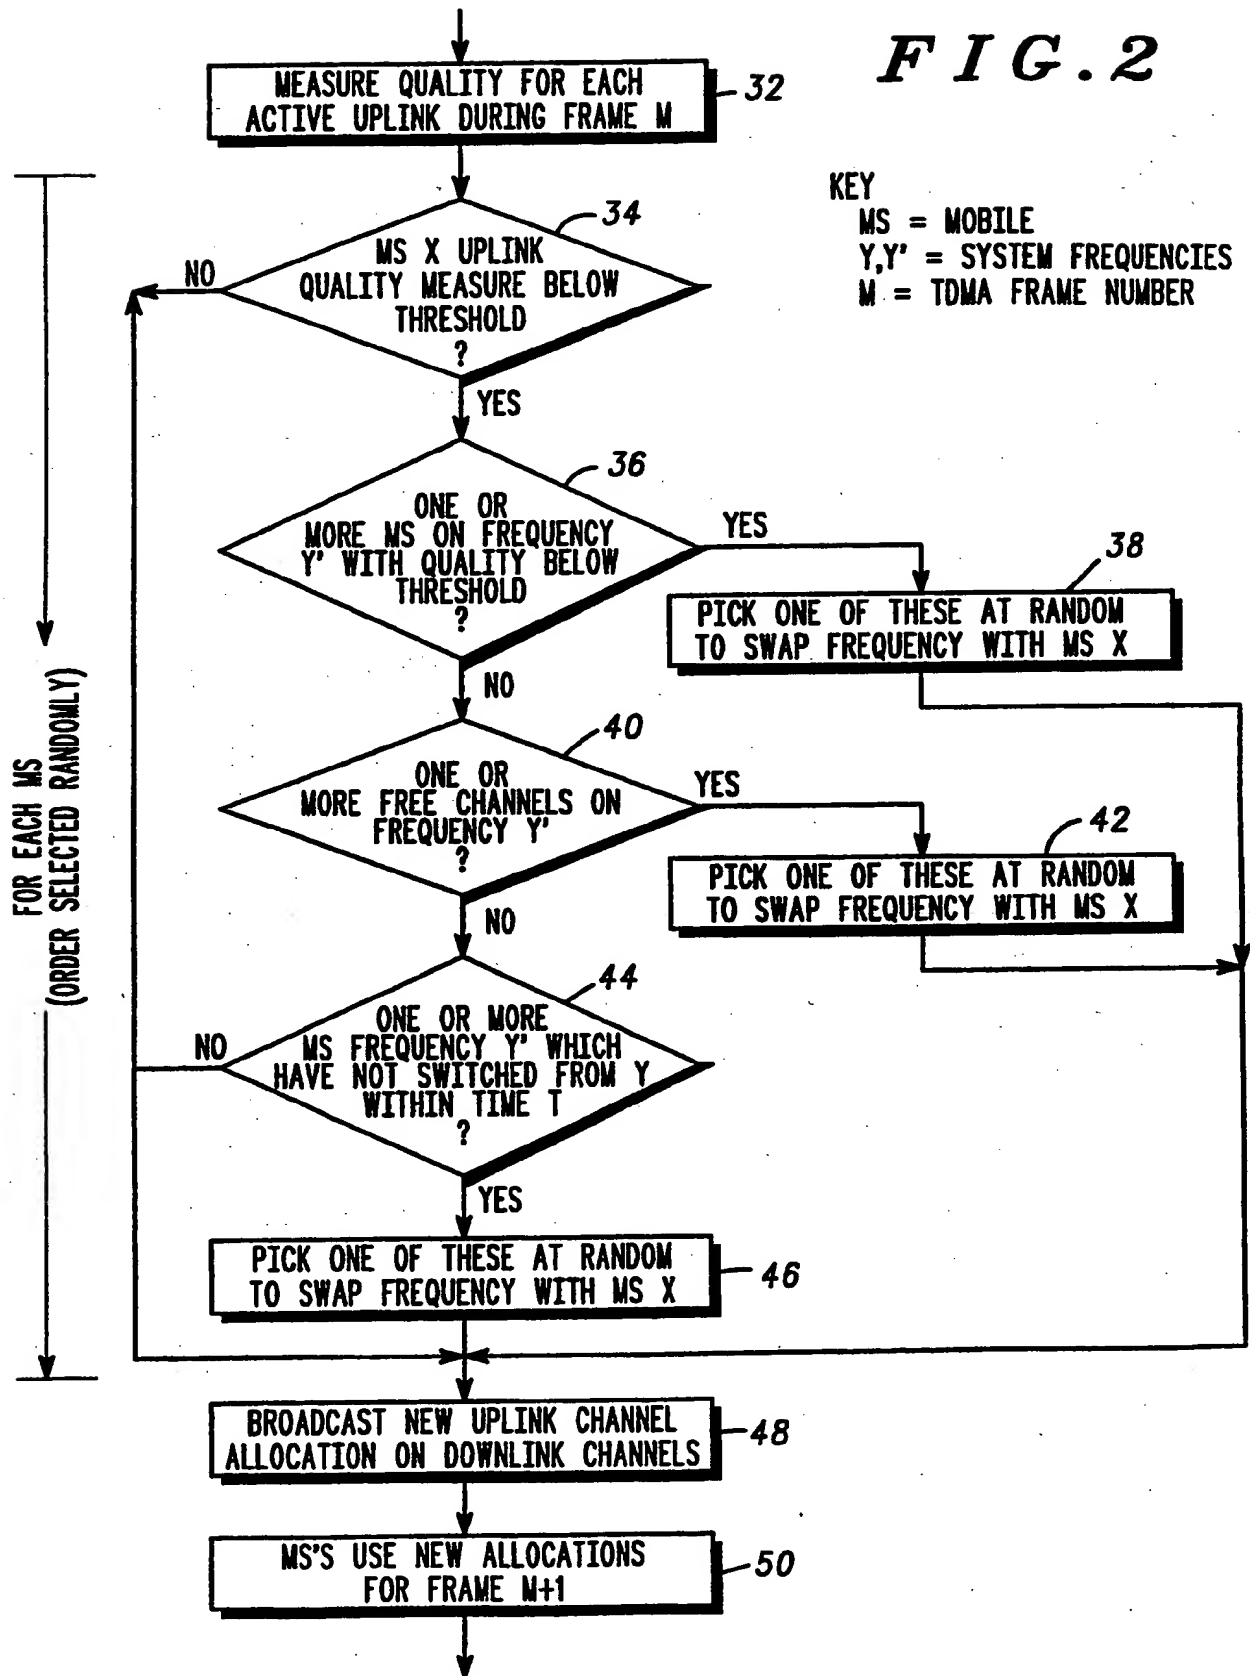 FIG.2
MEASURE QUALITY FOR EACH
ACTIVE UPLINK DURING FRAME M
32
KEY
MS = MOBILE
Y,Y' = SYSTEM FREQUENCIES
M = TDMA FRAME NUMBER
34
MS X UPLINK
QUALITY MEASURE BELOW
THRESHOLD
?
NO
YES
36
ONE OR
MORE MS ON FREQUENCY
Y' WITH QUALITY BELOW
THRESHOLD
?
YES
38
PICK ONE OF THESE AT RANDOM
TO SWAP FREQUENCY WITH MS X
NO
40
ONE OR
MORE FREE CHANNELS ON
FREQUENCY Y'
?
YES
42
PICK ONE OF THESE AT RANDOM
TO SWAP FREQUENCY WITH MS X
NO
FOR EACH MS
(ORDER SELECTED RANDOMLY)
44
ONE OR MORE
MS FREQUENCY Y' WHICH
HAVE NOT SWITCHED FROM Y
WITHIN TIME T
?
NO
YES
PICK ONE OF THESE AT RANDOM
TO SWAP FREQUENCY WITH MS X
46
BROADCAST NEW UPLINK CHANNEL
ALLOCATION ON DOWNLINK CHANNELS
48
MS'S USE NEW ALLOCATIONS
FOR FRAME M+1
50